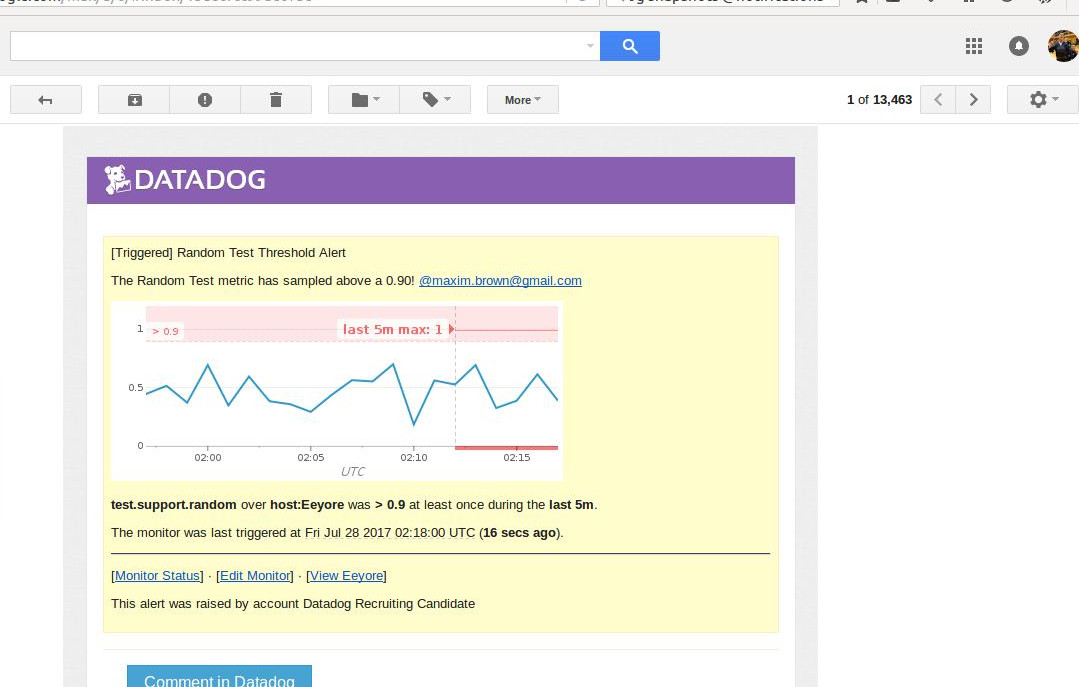 More
1 of 13,463
DATADOG
[Triggered] Random Test Threshold Alert
The Random Test metric has sampled above a 0.90! @maxim.brown@gmail.com
1
> 0.9
last 5m max: 1
0.5
0
02:00 02:05 02:10 02:15
UTC
test.support.random over host:Eeyore was > 0.9 at least once during the last 5m.
The monitor was last triggered at Fri Jul 28 2017 02:18:00 UTC (16 secs ago).
[Monitor Status] · [Edit Monitor] · [View Eeyore]
This alert was raised by account Datadog Recruiting Candidate
Comment in Datadog